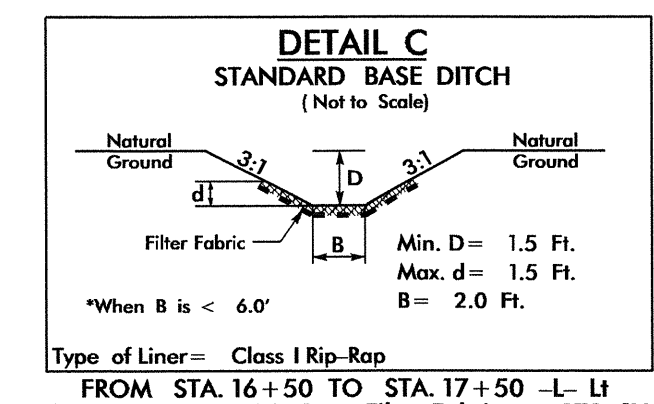 DETAIL C
STANDARD BASE DITCH
( Not to Scale)
Natural
Ground
3:1
D
3:1
Natural
Ground
d
Filter Fabric
B
Min. D= 1.5 Ft.
Max. d= 1.5 Ft.
B= 2.0 Ft.
*When B is < 6.0'
Type of Liner= Class I Rip-Rap
FROM STA. 16+50 TO STA. 17+50 -L- Lt